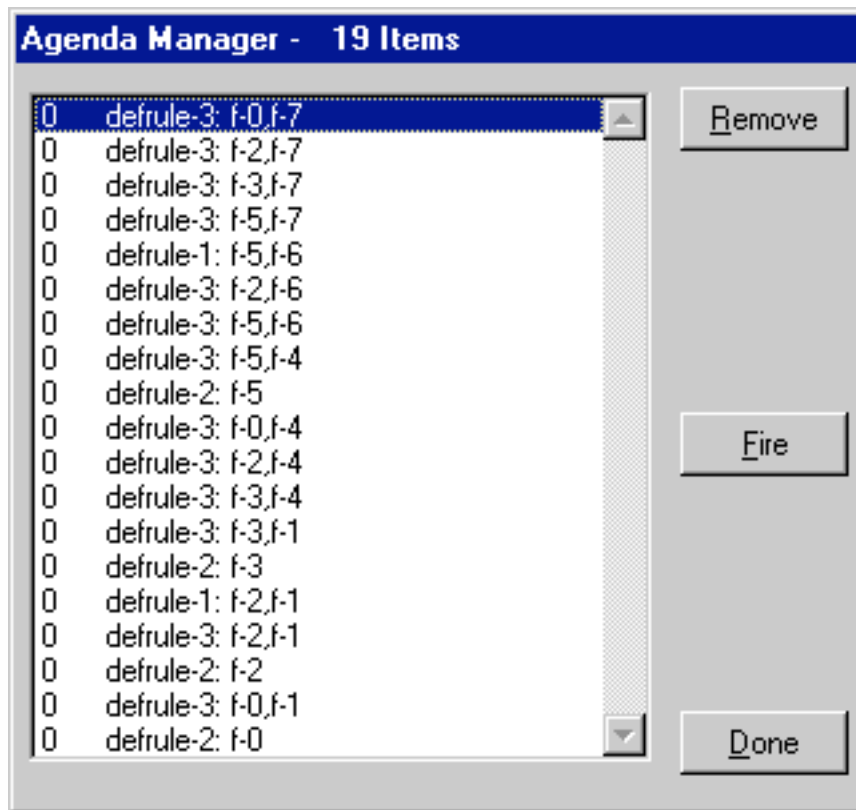 Agenda Manager - 19 Items
0 defrule-3: f-0,f-7
0 defrule-3: f-2,f-7
0 defrule-3: f-3,f-7
0 defrule-3: f-5,f-7
0 defrule-1: f-5,f-6
0 defrule-3: f-2,f-6
0 defrule-3: f-5,f-6
0 defrule-3: f-5,f-4
0 defrule-2: f-5
0 defrule-3: f-0,f-4
0 defrule-3: f-2,f-4
0 defrule-3: f-3,f-4
0 defrule-3: f-3,f-1
0 defrule-2: f-3
0 defrule-1: f-2,f-1
0 defrule-3: f-2,f-1
0 defrule-2: f-2
0 defrule-3: f-0,f-1
0 defrule-2: f-0
Remove
Fire
Done